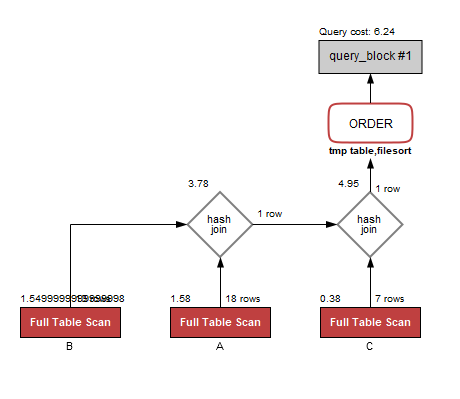 Query cost: 6.24
query_block #1
ORDER
tmp table,filesort
3.78
4.95
1 row
hash
join
1 row
hash
join
1.58
18 rows
0.38
7 rows
Full Table Scan
Full Table Scan
Full Table Scan
B
A
C